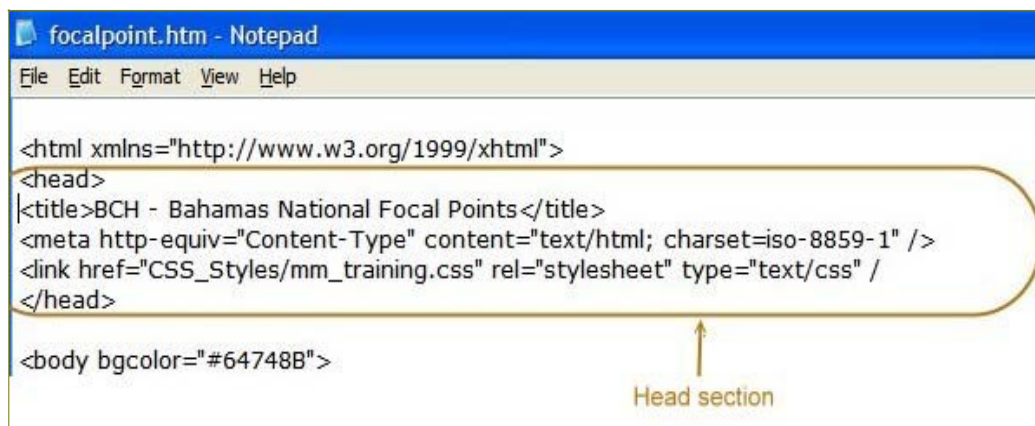 focalpoint.htm - Notepad
File Edit Format View Help
<html xmlns="http://www.w3.org/1999/xhtml">
<head>
<title>BCH - Bahamas National Focal Points</title>
<meta http-equiv="Content-Type" content="text/html; charset=iso-8859-1" />
<link href="CSS_Styles/mm_training.css" rel="stylesheet" type="text/css" /
</head>
<body bgcolor="#64748B">
Head section